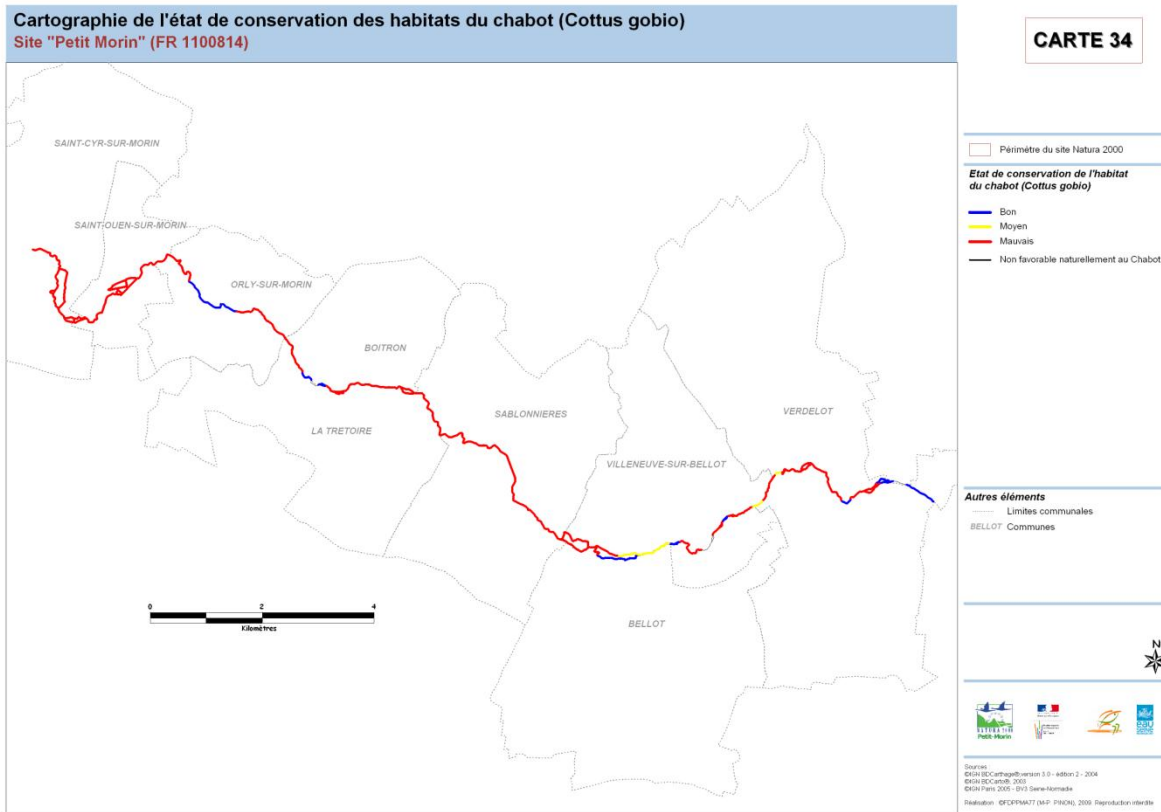 Cartographie de l'état de conservation des habitats du chabot (Cottus gobio)
Site "Petit Morin" (FR 1100814)
CARTE 34
SAINT-CYR-SUR-MORIN
SAINT-OUEN-SUR-MORIN
ORLY-SUR-MORIN
BOITRON
LA TRETOIRE
SABLONNIERES
VERDELOT
VILLENEUVE-SUR-BELLOT
BELLOT
0 2 4
Kilomètres
Périmètre du site Natura 2000
Etat de conservation de l'habitat
du chabot (Cottus gobio)
Bon
Moyen
Mauvais
Non favorable naturellement au Chabot
Autres éléments
Limites communales
BELLOT Communes
N
NATURA 2000
Petit-Morin
eau
Sources :
©IGN BDCarthage®version 3.0 - édition 2 - 2004
©IGN BDCarto®, 2003
©IGN Paris 2005 - BV3 Seine-Normadie
Réalisation : ©FDPPMA77 (M-P. PINON), 2009. Reproduction interdite